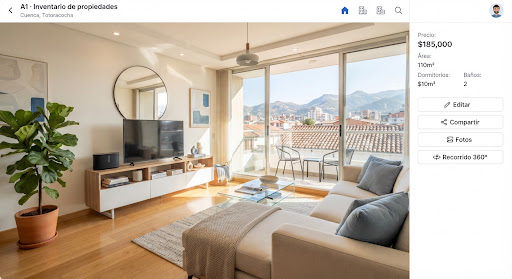 A1 · Inventario de propiedades
Cuenca, Totoracocha
Precio:
$185,000
Área:
110m²
Dormitorios: Baños:
$10m² 2
Editar
Compartir
Fotos
Recorrido 360°